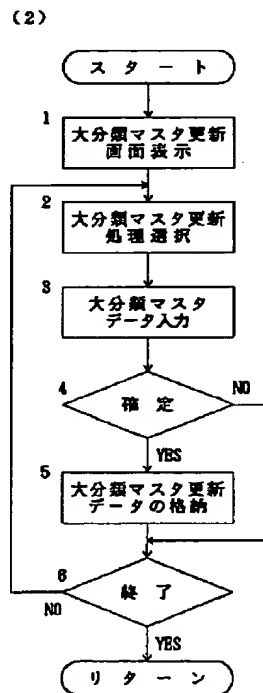 (2)
スタート
1
大分類マスタ更新
画面表示
2
大分類マスタ更新
処理選択
3
大分類マスタ
データ入力
4
確定
NO
YES
5
大分類マスタ更新
データの格納
6
終了
NO
YES
リターン